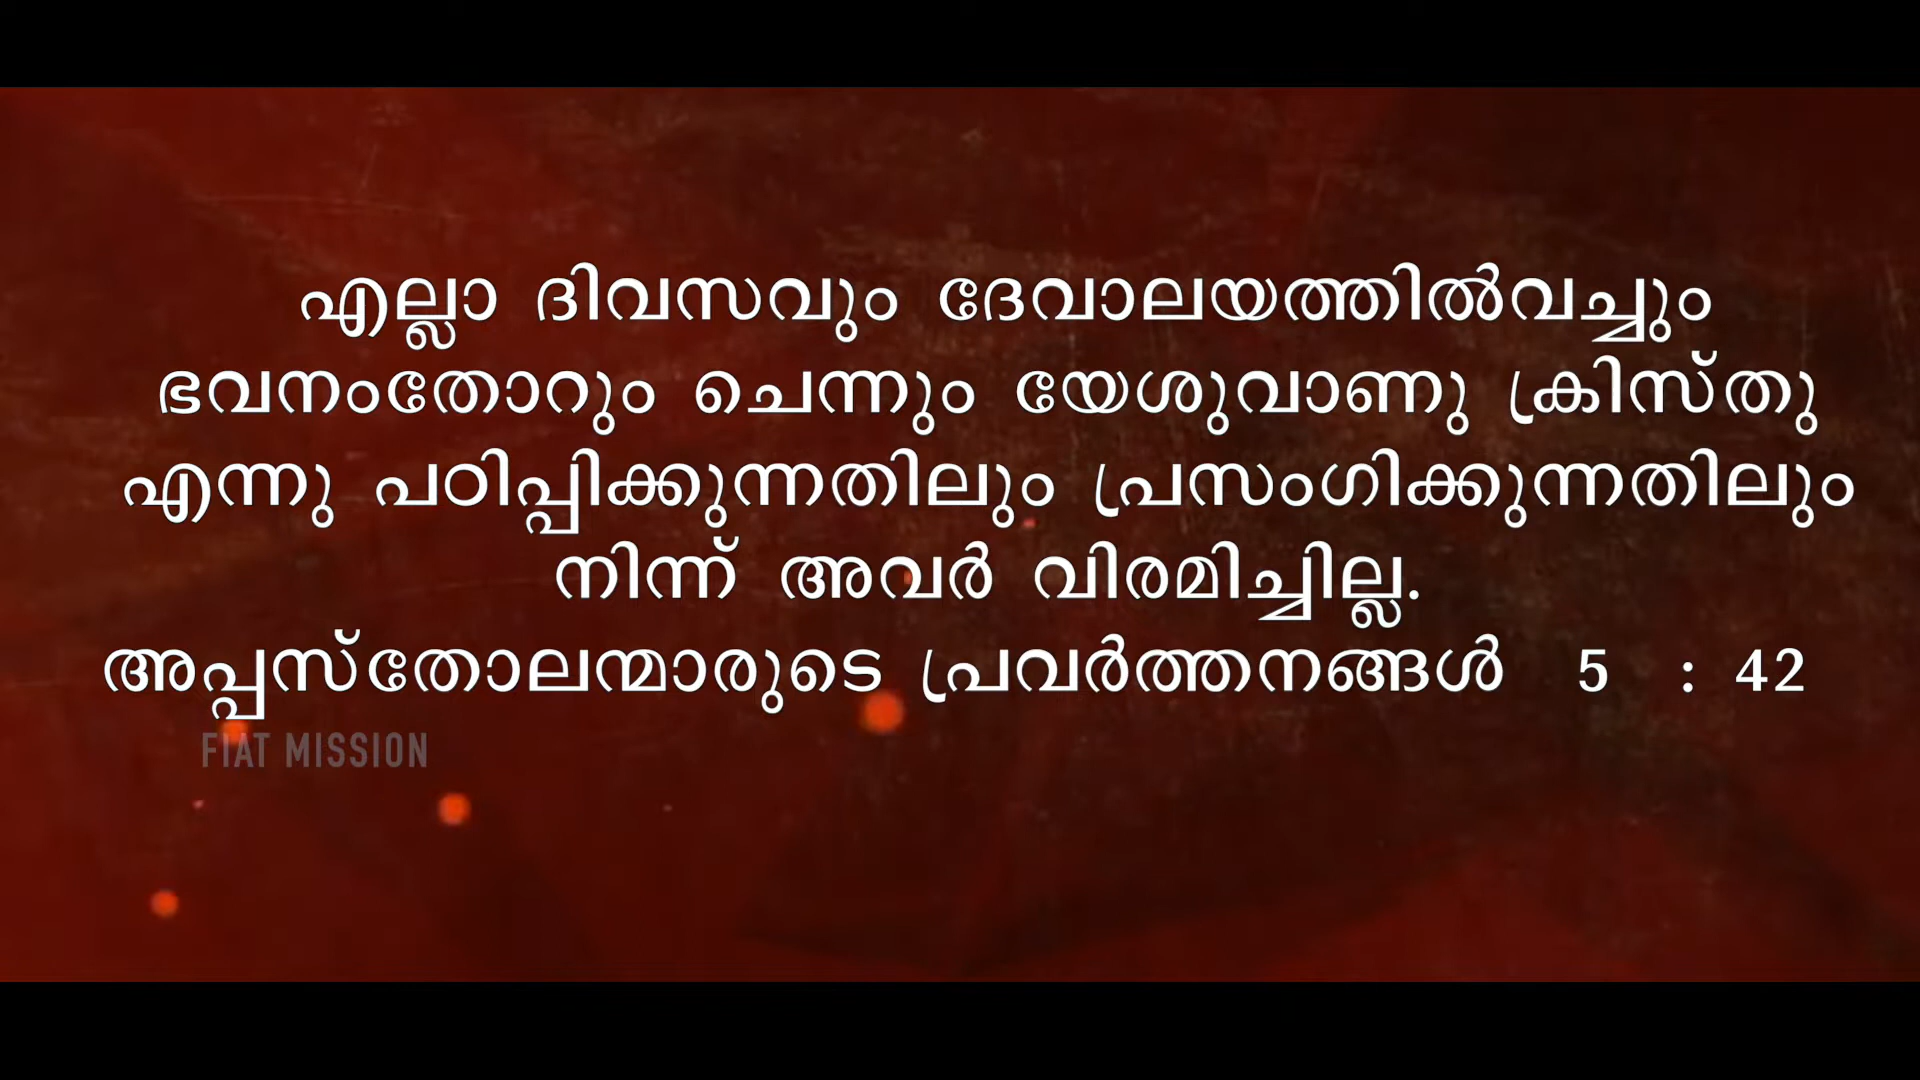 എല്ലാ ദിവസവും ദേവാലയത്തിൽവച്ചും
ഭവനംതോറും ചെന്നും യേശുവാണു ക്രിസ്തു
എന്നു പഠിപ്പിക്കുന്നതിലും പ്രസംഗിക്കുന്നതിലും
നിന്ന് അവർ വിരമിച്ചില്ല.
അപ്പസ്തോലന്മാരുടെ പ്രവർത്തനങ്ങൾ 5 : 42
FIAT MISSION